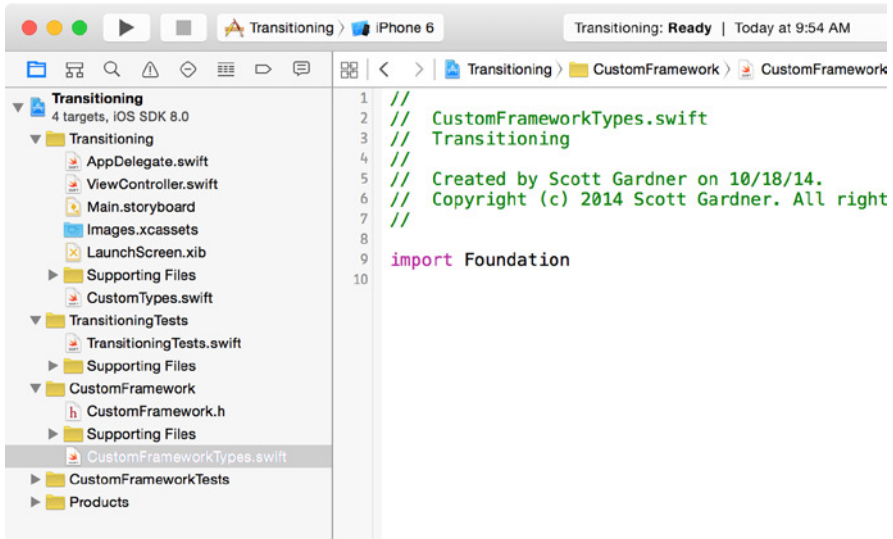 Transitioning 〉 iPhone 6
Transitioning: Ready | Today at 9:54 AM
Transitioning 〉 CustomFramework 〉 CustomFramework
Transitioning
4 targets, iOS SDK 8.0
Transitioning
AppDelegate.swift
ViewController.swift
Main.storyboard
Images.xcassets
LaunchScreen.xib
Supporting Files
CustomTypes.swift
TransitioningTests
TransitioningTests.swift
Supporting Files
CustomFramework
h CustomFramework.h
Supporting Files
CustomFrameworkTypes.swift
CustomFrameworkTests
Products
1 //
2 // CustomFrameworkTypes.swift
3 // Transitioning
4 //
5 // Created by Scott Gardner on 10/18/14.
6 // Copyright (c) 2014 Scott Gardner. All right
7 //
8
9 import Foundation
10